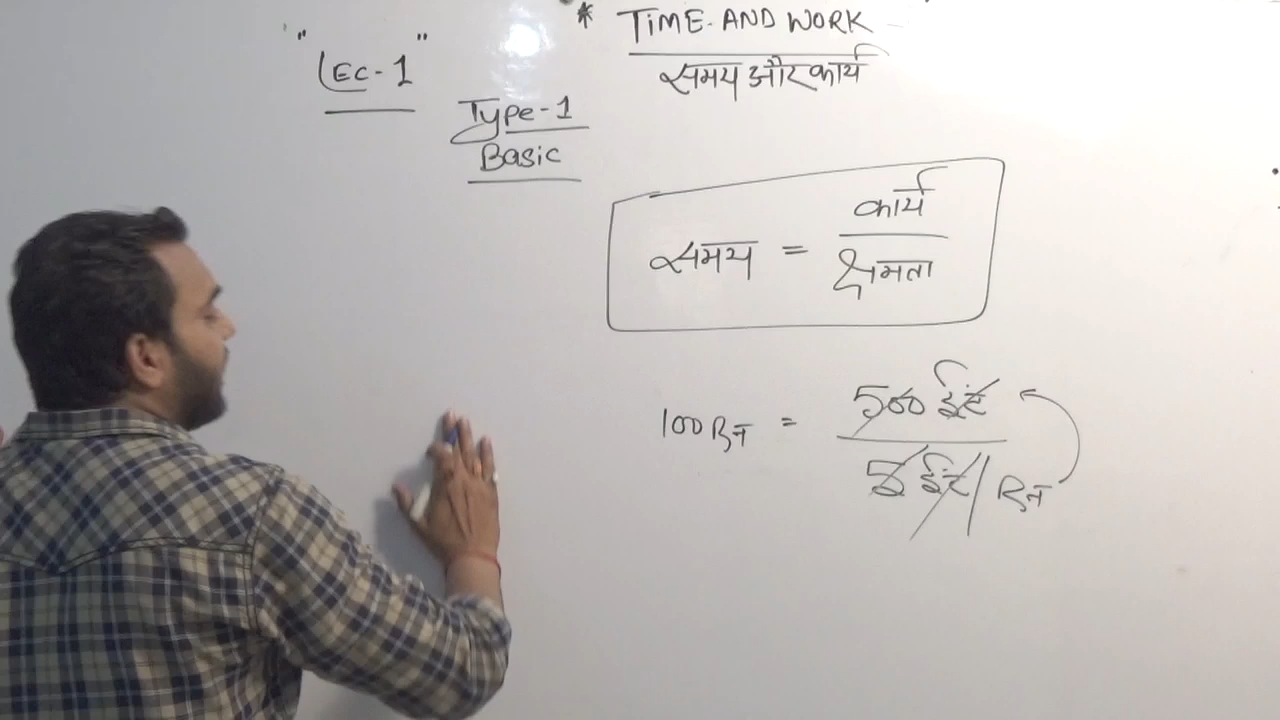 * TIME AND WORK
समय और कार्य
"LEC-1"
Type-1
Basic
समय = कार्य
क्षमता
100 दिन = 500 ईंट
5 ईंट / दिन